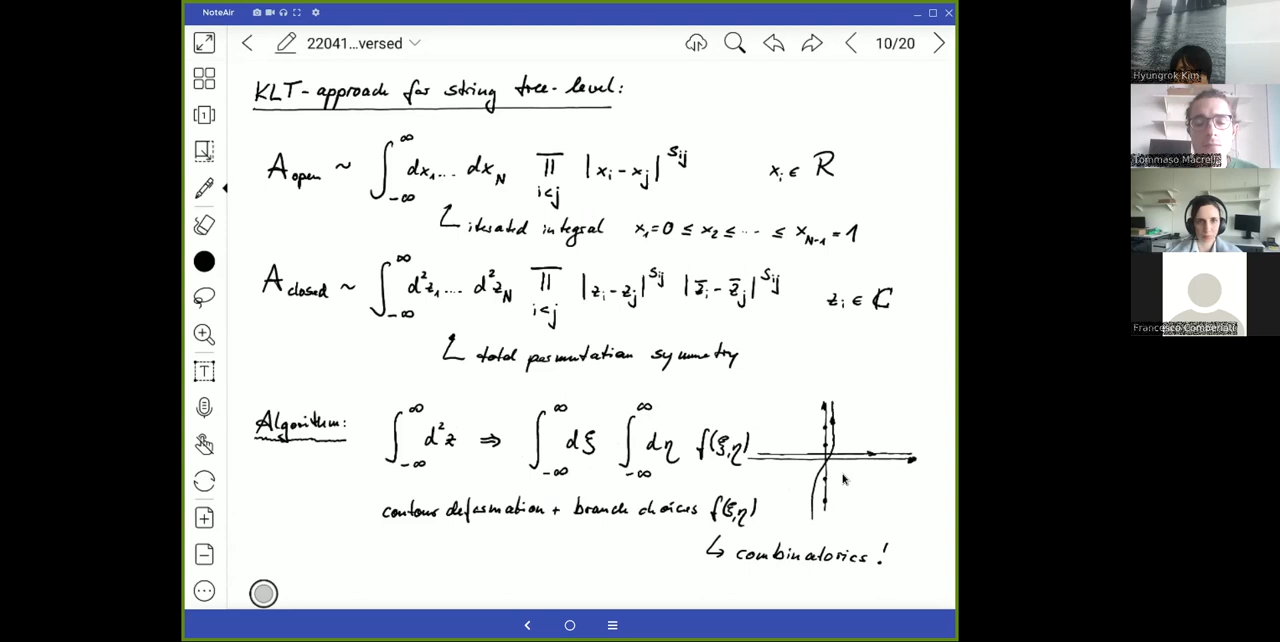 NoteAir
22041...versed
10/20
KLT-approach for string tree-level:
A_open ~ ∫_{-∞}^{∞} dx_1.... dx_N ∏_{i<j} |x_i - x_j|^{s_ij} x_i ∈ R
↳ iterated integral x_1=0 ≤ x_2 ≤ ... ≤ x_{N-1} = 1
A_closed ~ ∫_{-∞}^{∞} d²z_1.... d²z_N ∏_{i<j} |z_i - z_j|^{s_ij} |z̄_i - z̄_j|^{s_ij} z_i ∈ ℂ
↳ total permutation symmetry
Algorithm: ∫_{-∞}^{∞} d²z ⇒ ∫_{-∞}^{∞} dξ ∫_{-∞}^{∞} dη f(ξ,η)
contour deformation + branch choices f(ξ,η)
↳ combinatorics!
Hyungrok Kim
Tommaso Macrelli
Francesco Comberiati